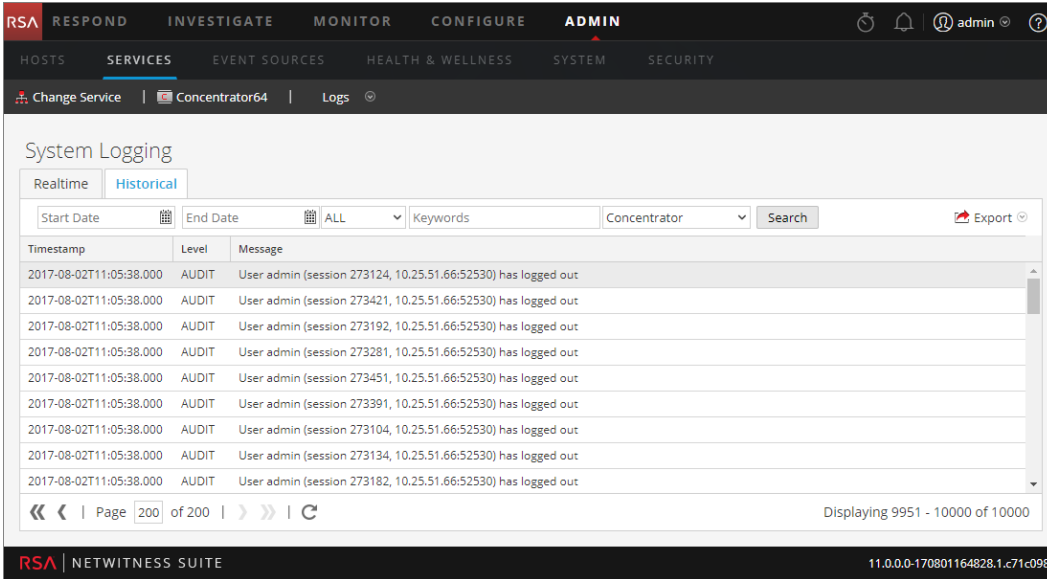 RSA RESPOND INVESTIGATE MONITOR CONFIGURE ADMIN admin
HOSTS SERVICES EVENT SOURCES HEALTH & WELLNESS SYSTEM SECURITY
Change Service | Concentrator64 | Logs
System Logging
Realtime Historical
Start Date End Date ALL Keywords Concentrator Search Export
Timestamp Level Message
2017-08-02T11:05:38.000 AUDIT User admin (session 273124, 10.25.51.66:52530) has logged out
2017-08-02T11:05:38.000 AUDIT User admin (session 273421, 10.25.51.66:52530) has logged out
2017-08-02T11:05:38.000 AUDIT User admin (session 273192, 10.25.51.66:52530) has logged out
2017-08-02T11:05:38.000 AUDIT User admin (session 273281, 10.25.51.66:52530) has logged out
2017-08-02T11:05:38.000 AUDIT User admin (session 273451, 10.25.51.66:52530) has logged out
2017-08-02T11:05:38.000 AUDIT User admin (session 273391, 10.25.51.66:52530) has logged out
2017-08-02T11:05:38.000 AUDIT User admin (session 273104, 10.25.51.66:52530) has logged out
2017-08-02T11:05:38.000 AUDIT User admin (session 273134, 10.25.51.66:52530) has logged out
2017-08-02T11:05:38.000 AUDIT User admin (session 273182, 10.25.51.66:52530) has logged out
| Page 200 of 200 | | Displaying 9951 - 10000 of 10000
RSA | NETWITNESS SUITE 11.0.0.0-170801164828.1.c71c098